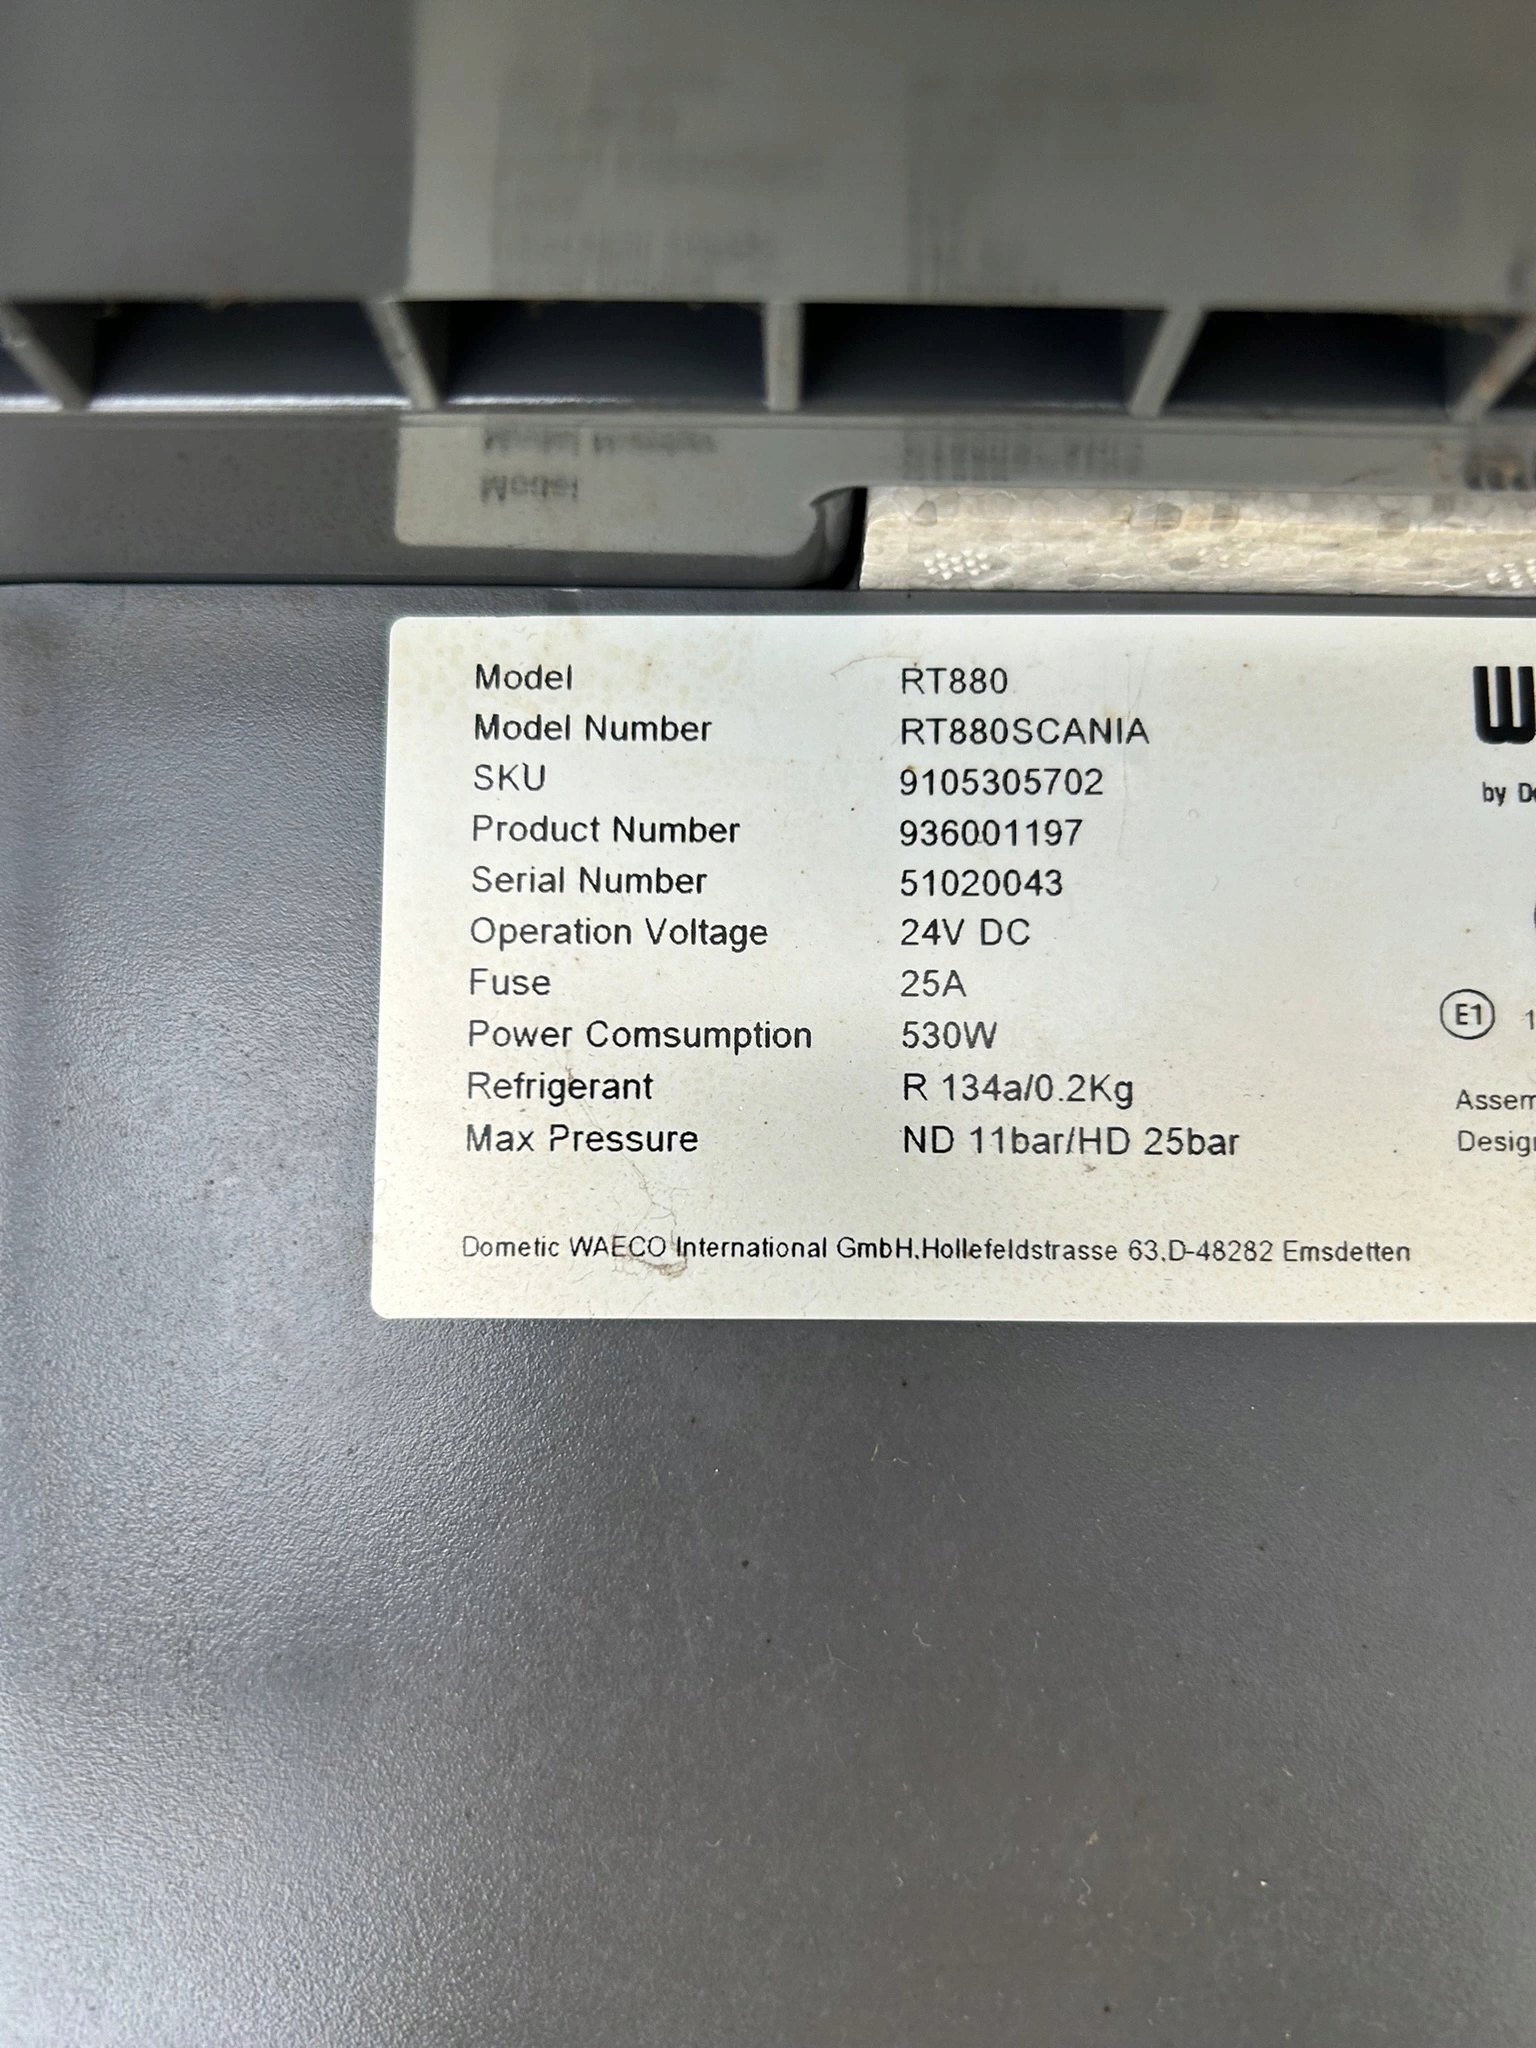 Model RT880
Model Number RT880SCANIA
SKU 9105305702
Product Number 936001197
Serial Number 51020043
Operation Voltage 24V DC
Fuse 25A
Power Comsumption 530W
Refrigerant R 134a/0.2Kg
Max Pressure ND 11bar/HD 25bar
Dometic WAECO International GmbH.Hollefeldstrasse 63.D-48282 Emsdetten
W
by
E1